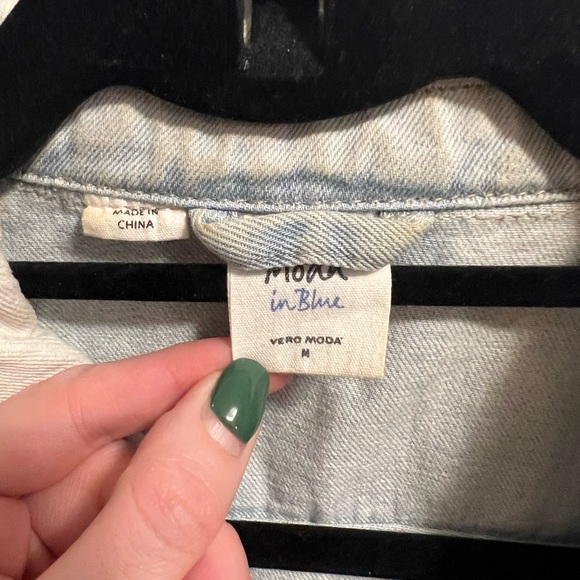 MADE IN
CHINA
Moda
in Blue
VERO MODA
M